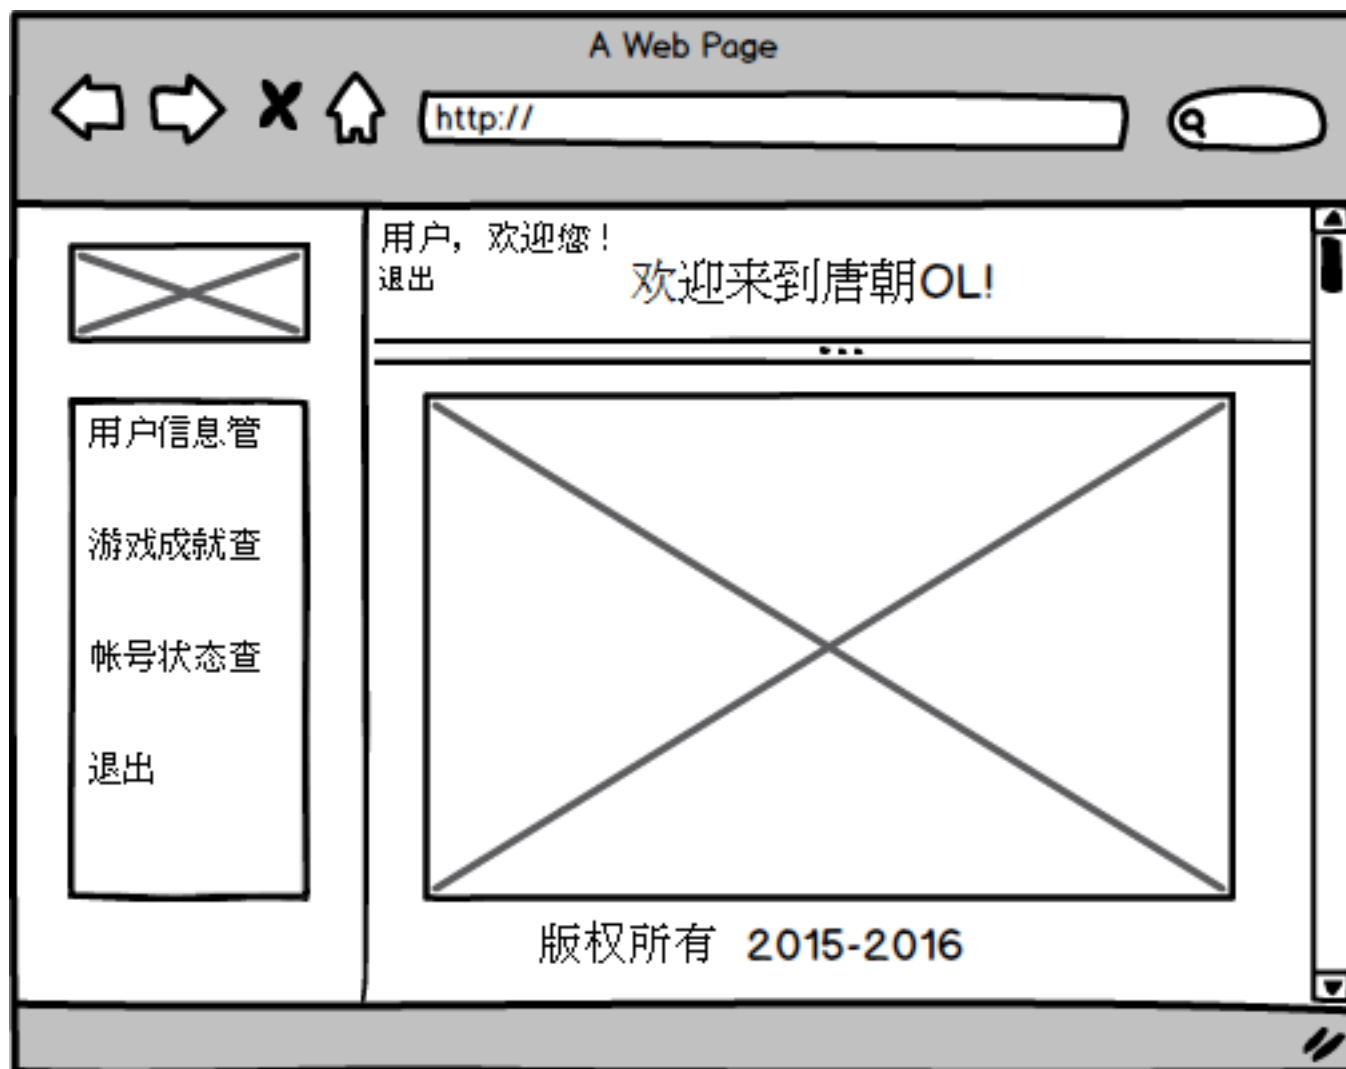 A Web Page
http://
用户，欢迎您！
退出
欢迎来到唐朝OL!
用户信息管
游戏成就查
帐号状态查
退出
版权所有 2015-2016